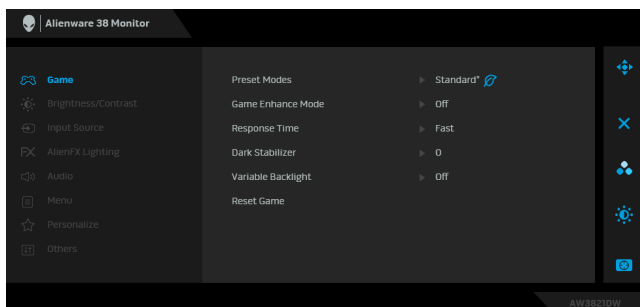 Alienware 38 Monitor
Game
Brightness/Contrast
Input Source
AlienFX Lighting
Audio
Menu
Personalize
Others
Preset Modes Standard*
Game Enhance Mode Off
Response Time Fast
Dark Stabilizer 0
Variable Backlight Off
Reset Game
AW3821DW